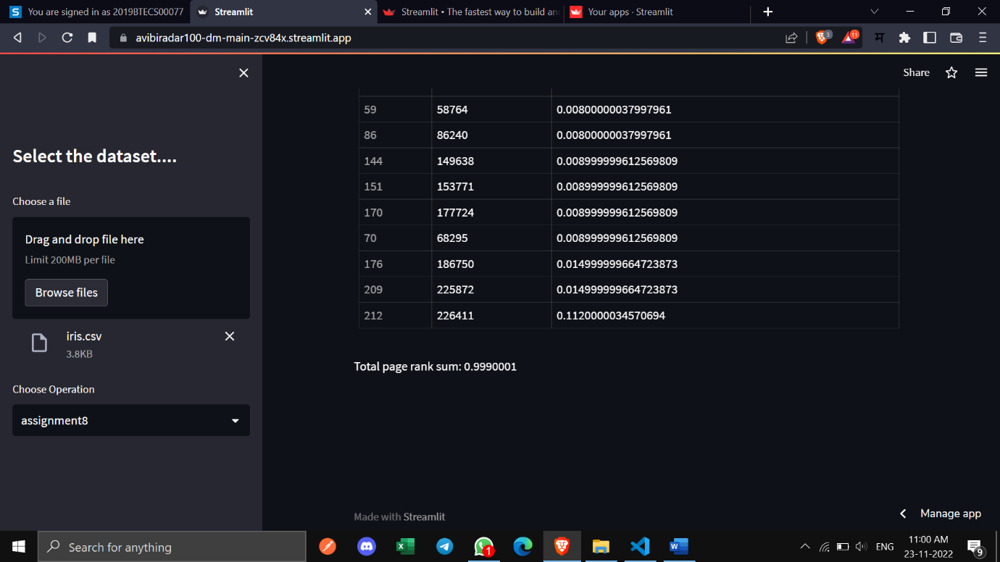 You are signed in as 2019BTECS00077
Streamlit
Streamlit • The fastest way to build and
Your apps · Streamlit
avibiradar100-dm-main-zcv84x.streamlit.app
3
11
म
Share
Select the dataset....
Choose a file
Drag and drop file here
Limit 200MB per file
Browse files
iris.csv
3.8KB
Choose Operation
assignment8
59 58764 0.00800000037997961
86 86240 0.00800000037997961
144 149638 0.008999999612569809
151 153771 0.008999999612569809
170 177724 0.008999999612569809
70 68295 0.008999999612569809
176 186750 0.014999999664723873
209 225872 0.014999999664723873
212 226411 0.1120000034570694
Total page rank sum: 0.9990001
Made with Streamlit
Manage app
Search for anything
1
ENG
11:00 AM
23-11-2022
9